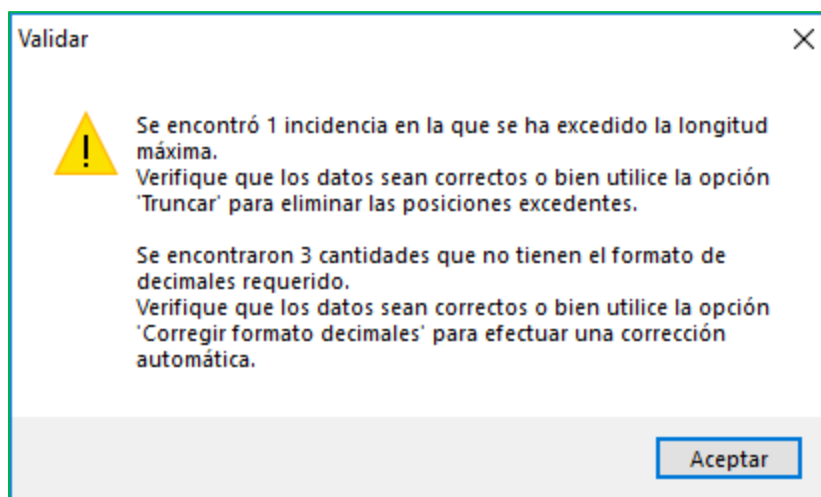 Validar
Se encontró 1 incidencia en la que se ha excedido la longitud
máxima.
Verifique que los datos sean correctos o bien utilice la opción
'Truncar' para eliminar las posiciones excedentes.
Se encontraron 3 cantidades que no tienen el formato de
decimales requerido.
Verifique que los datos sean correctos o bien utilice la opción
'Corregir formato decimales' para efectuar una corrección
automática.
Aceptar